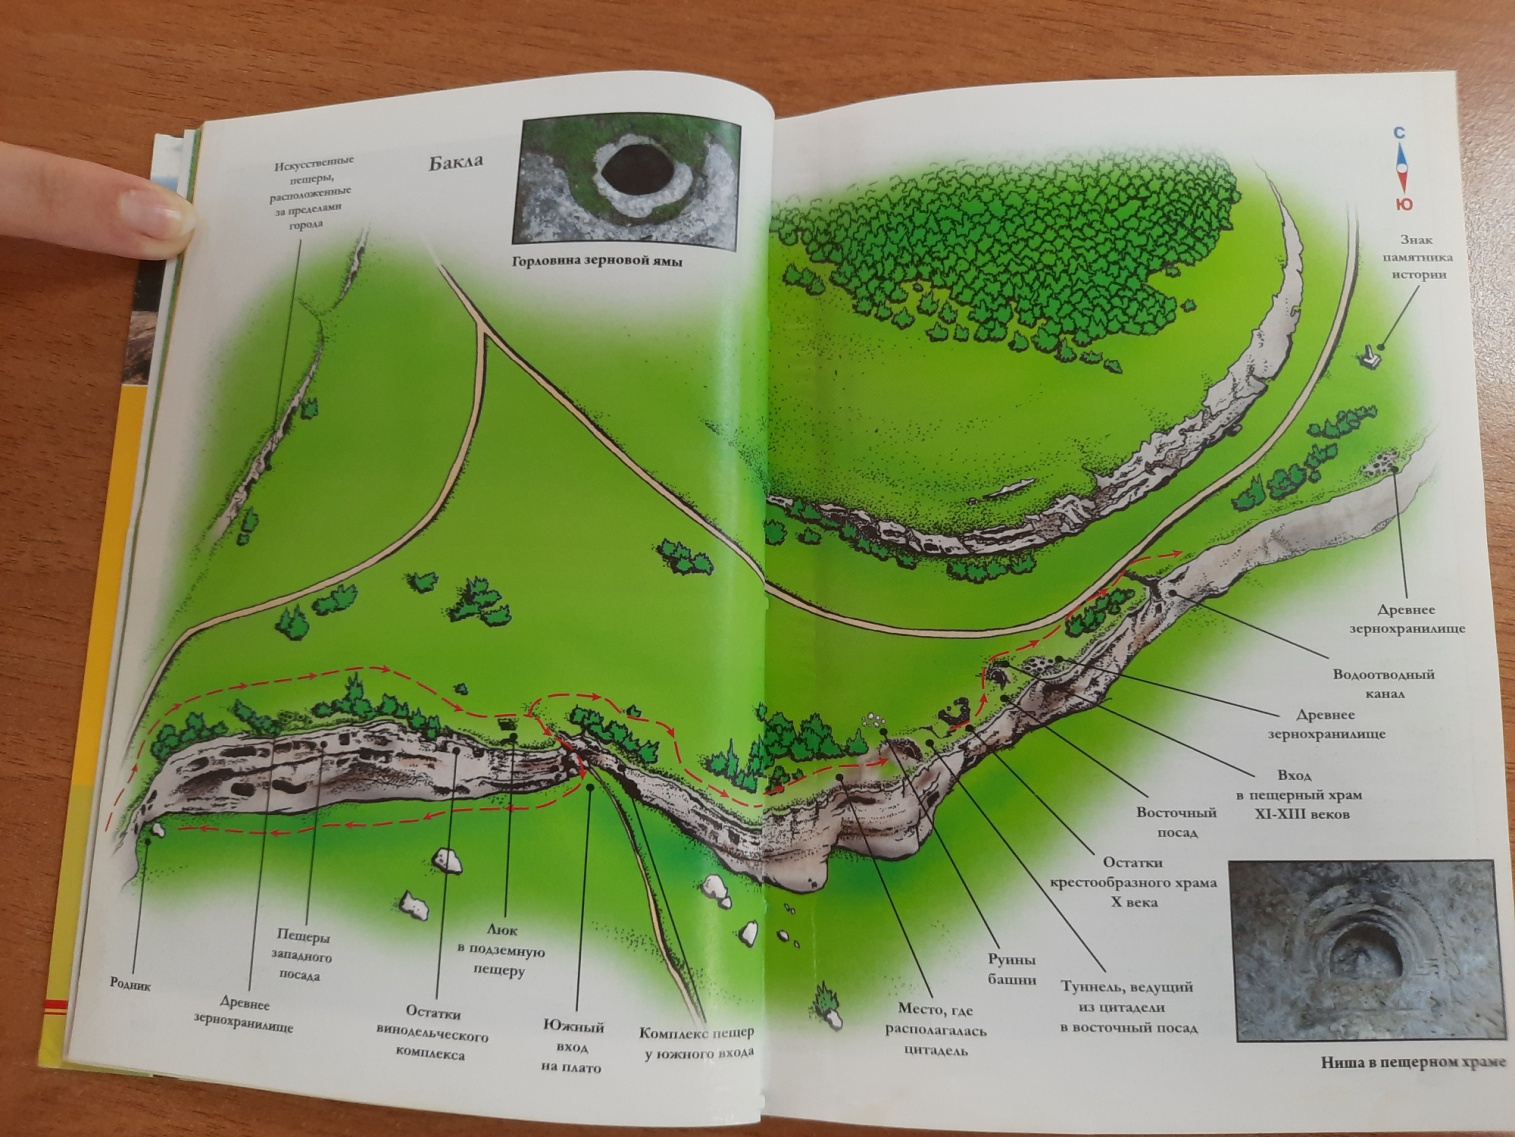 Искусственные
пещеры,
расположенные
за пределами
города
Бакла
Горловина зерновой ямы
С
Ю
Знак
памятника
истории
Древнее
зернохранилище
Водоотводный
канал
Древнее
зернохранилище
Вход
в пещерный храм
XI-XIII веков
Восточный
посад
Остатки
крестообразного храма
X века
Туннель, ведущий
из цитадели
в восточный посад
Руины
башни
Место, где
располагалась
цитадель
Комплекс пещер
у южного входа
Южный
вход
на плато
Люк
в подземную
пещеру
Остатки
винодельческого
комплекса
Пещеры
западного
посада
Древнее
зернохранилище
Родник
Ниша в пещерном храме